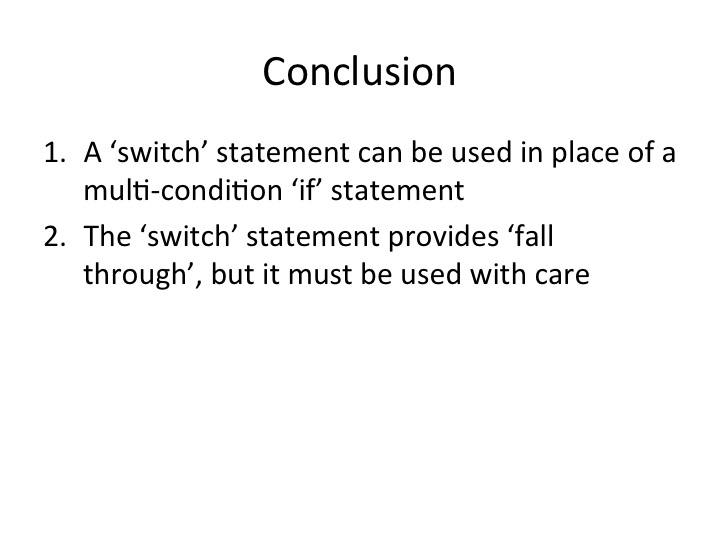 Conclusion
1. A ‘switch’ statement can be used in place of a
multi-condition ‘if’ statement
2. The ‘switch’ statement provides ‘fall
through’, but it must be used with care